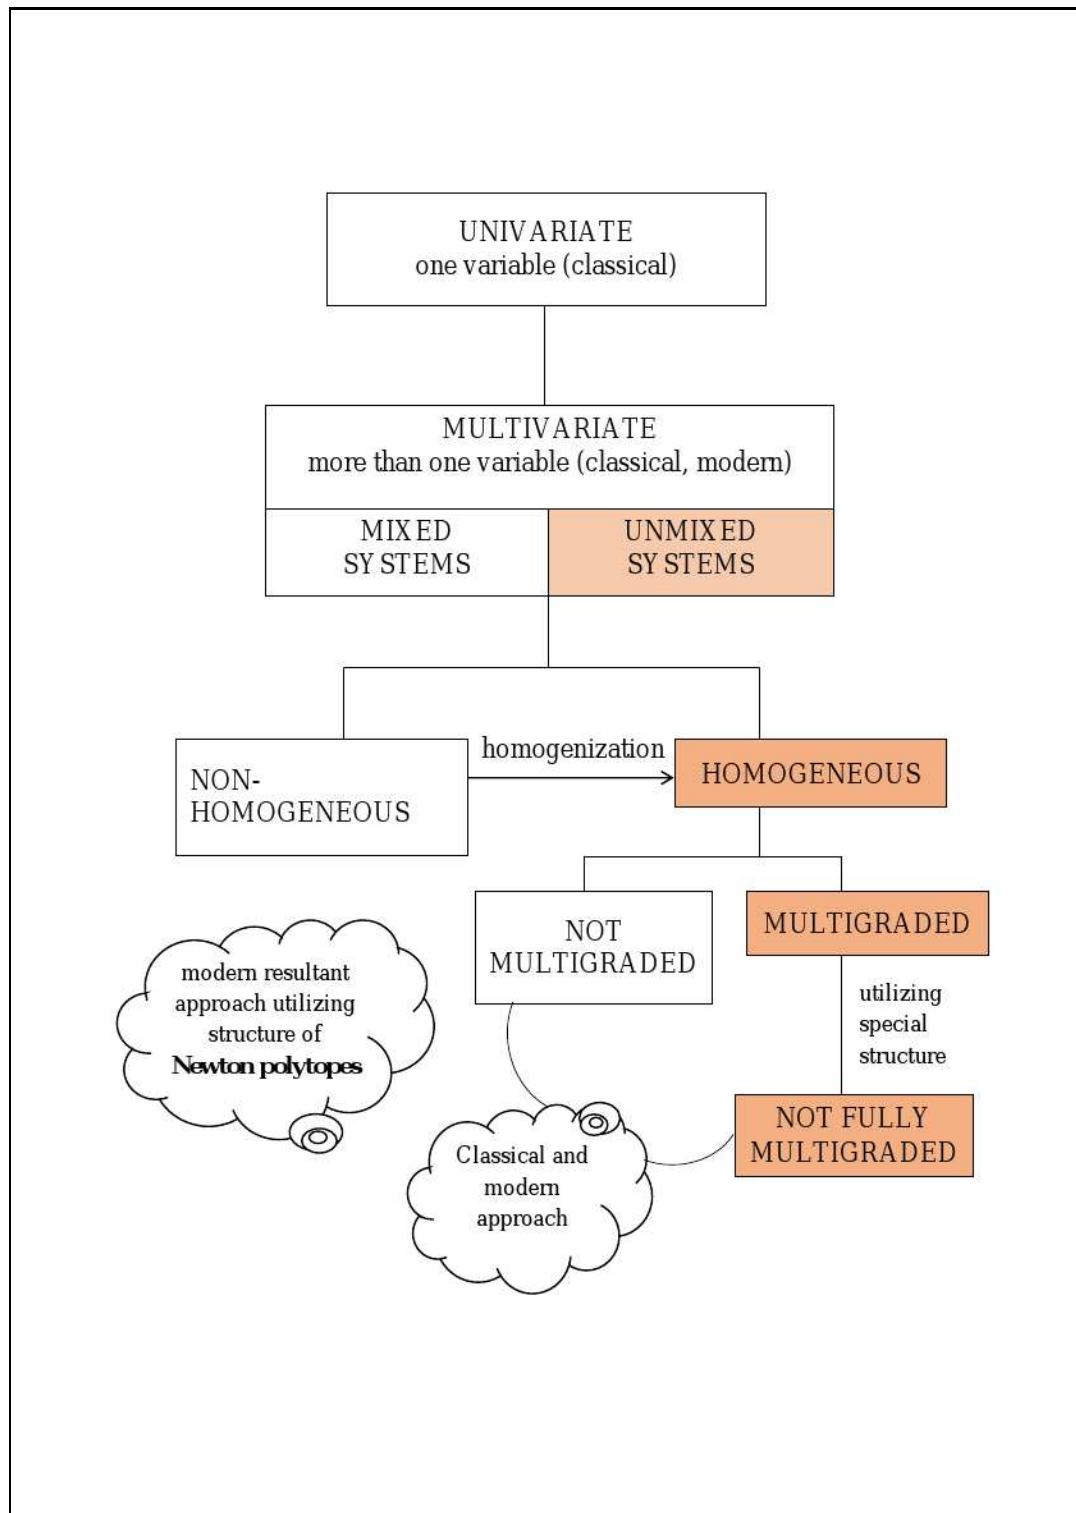 UNIVARIATE
one variable (classical)
MULTIVARIATE
more than one variable (classical, modern)
MIXED
SYSTEMS
UNMIXED
SYSTEMS
homogenization
NON-
HOMOGENEOUS
HOMOGENEOUS
NOT
MULTIGRADED
MULTIGRADED
modern resultant
approach utilizing
structure of
Newton polytopes
utilizing
special
structure
NOT FULLY
MULTIGRADED
Classical and
modern
approach